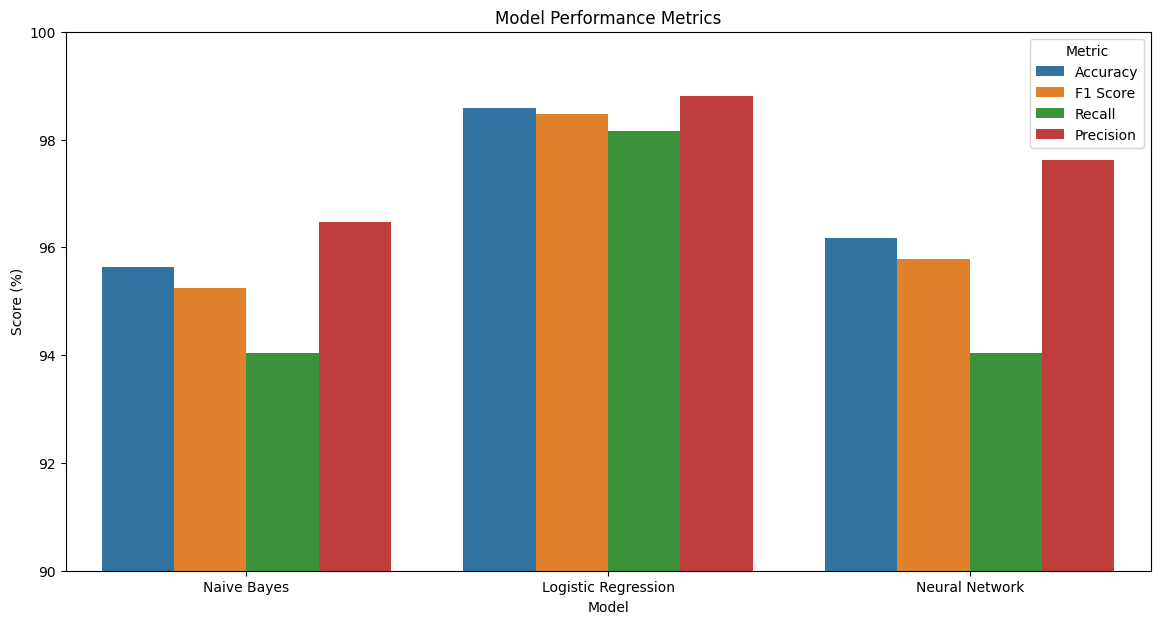 Model Performance Metrics
100
98
96
94
92
90
Score (%)
Metric
Accuracy
F1 Score
Recall
Precision
Naive Bayes
Logistic Regression
Neural Network
Model